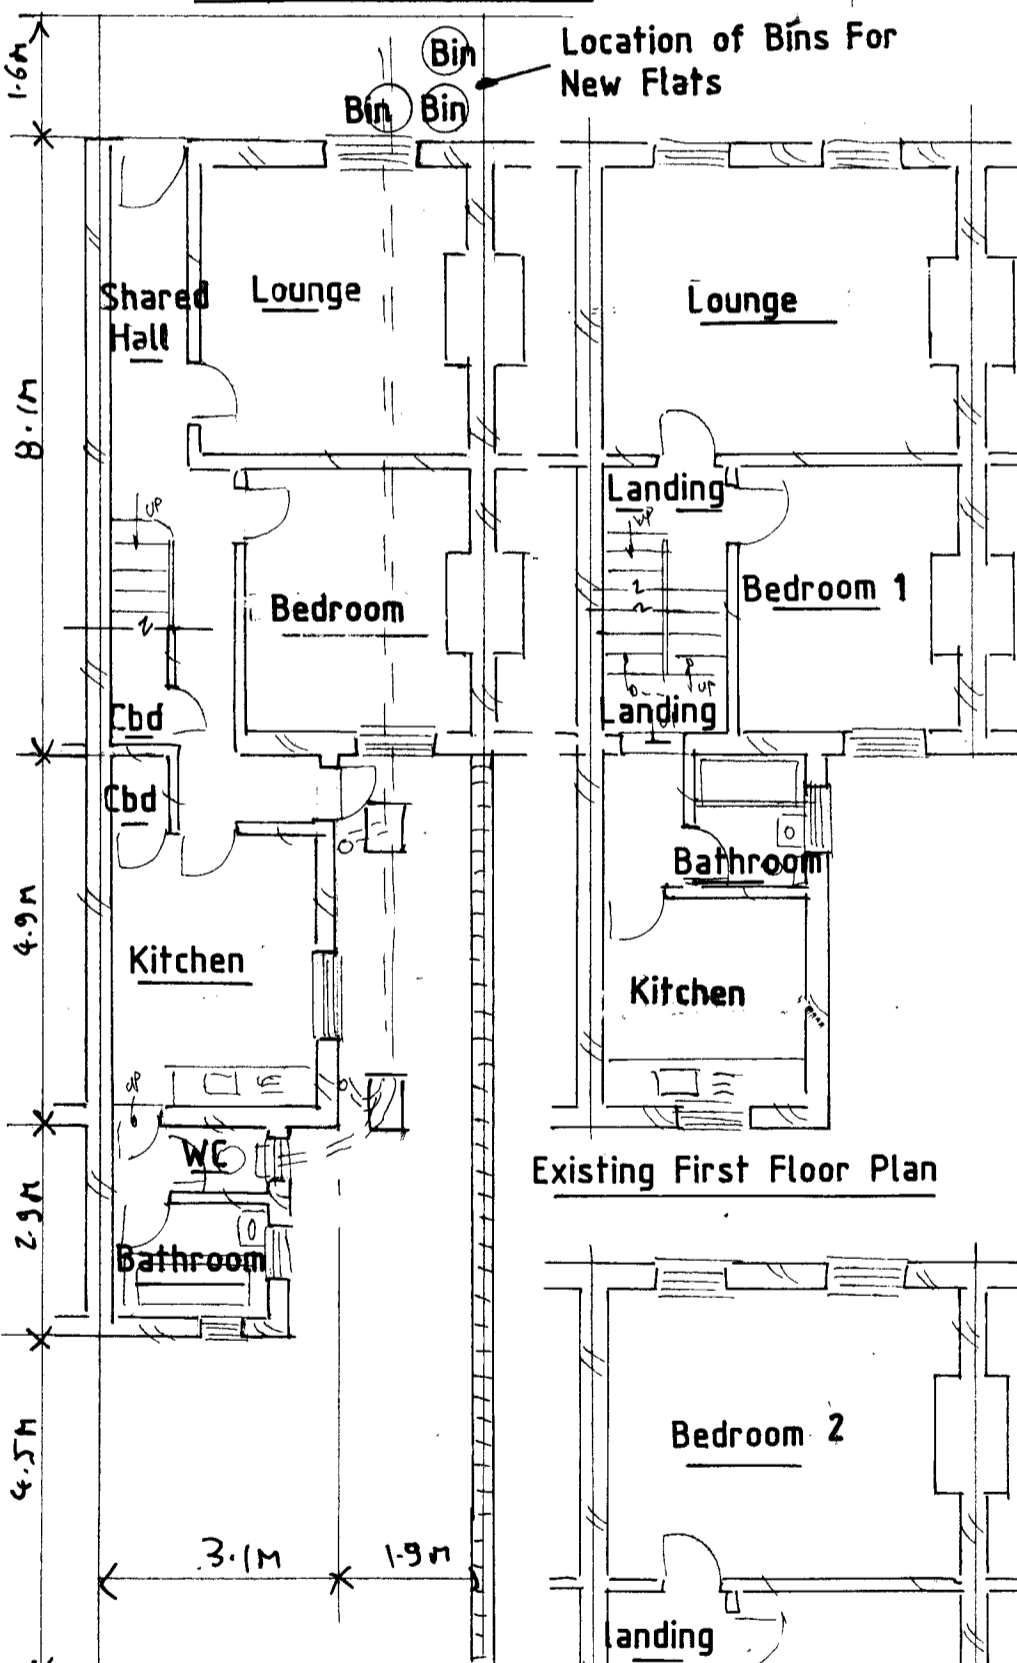 1.6M
Bin
Bin
Bin
Location of Bins For
New Flats
8.1M
Shared
Hall
Lounge
UP
Bedroom
Cbd
Cbd
4.9M
Kitchen
UP
WC
2.9M
Bathroom
4.5M
3.1M
1.9M
Lounge
Landing
UP
Bedroom 1
UP
Landing
Bathroom
Kitchen
Existing First Floor Plan
Bedroom 2
landing